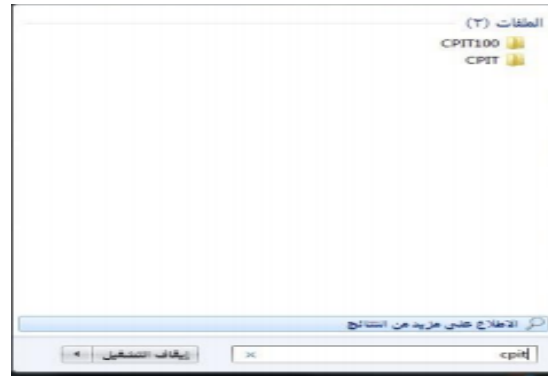 الملفات (٢)
CPIT100
CPIT
الاطلاع على مزيد من النتائج
cpit
إيقاف التشغيل